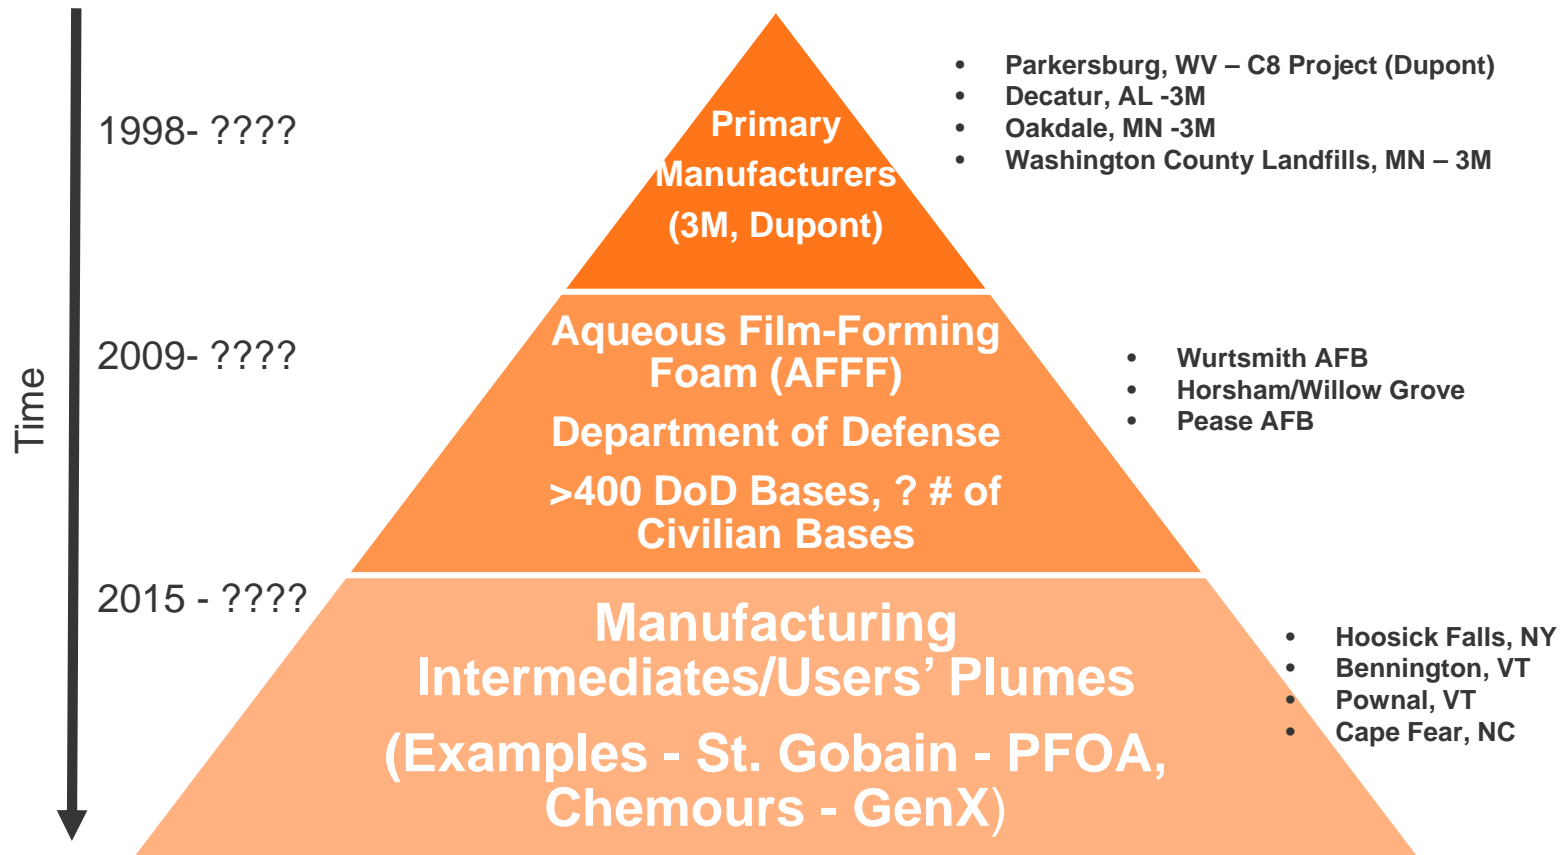 Time
1998- ????
Primary
Manufacturers
(3M, Dupont)
• Parkersburg, WV – C8 Project (Dupont)
• Decatur, AL -3M
• Oakdale, MN -3M
• Washington County Landfills, MN – 3M
2009- ????
Aqueous Film-Forming
Foam (AFFF)
Department of Defense
>400 DoD Bases, ? # of
Civilian Bases
• Wurtsmith AFB
• Horsham/Willow Grove
• Pease AFB
2015 - ????
Manufacturing
Intermediates/Users’ Plumes
(Examples - St. Gobain - PFOA,
Chemours - GenX)
• Hoosick Falls, NY
• Bennington, VT
• Pownal, VT
• Cape Fear, NC